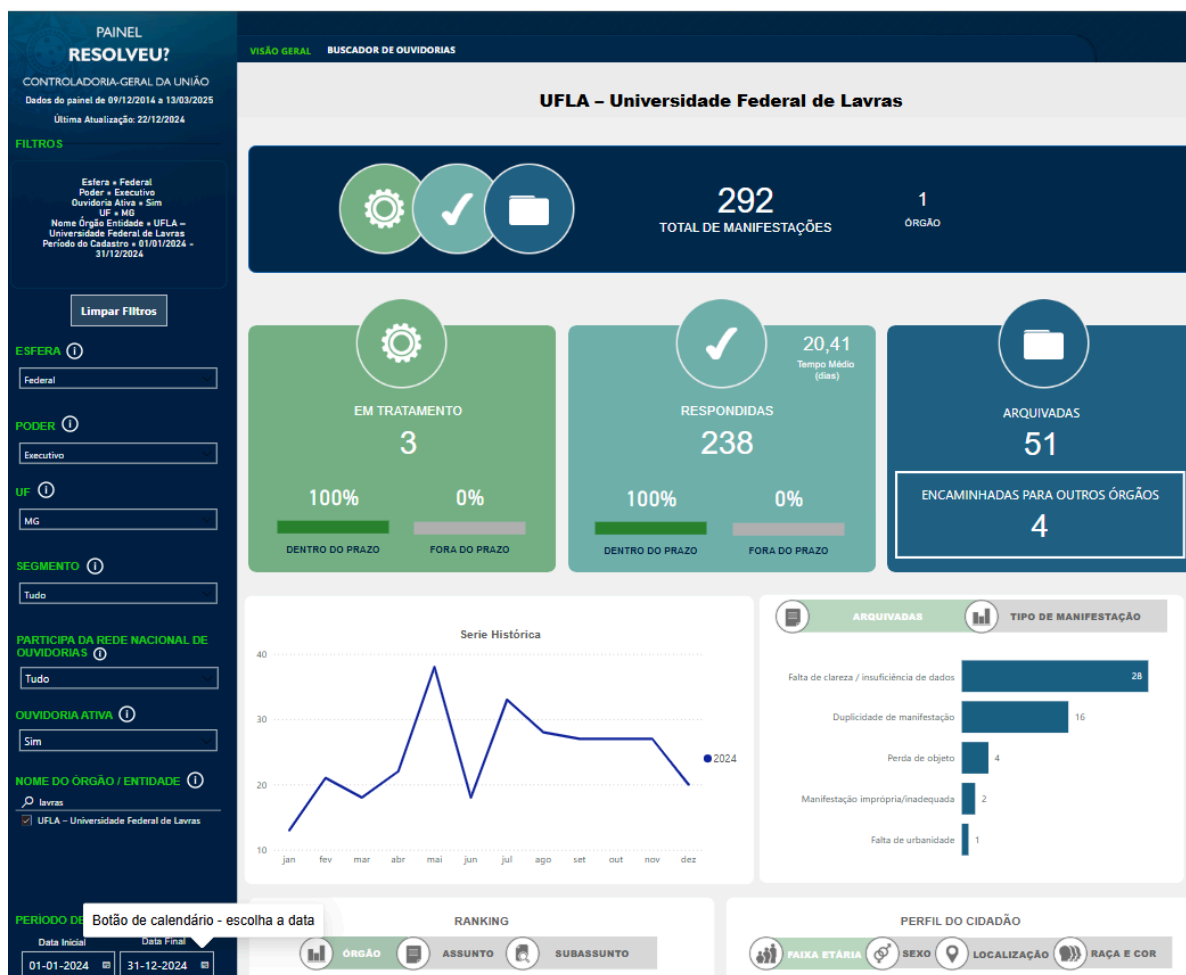 PAINEL
RESOLVEU?
CONTROLADORIA-GERAL DA UNIÃO
Dados do painel de 09/12/2014 a 13/03/2025
Última Atualização: 22/12/2024
FILTROS
Esfera • Federal
Poder • Executivo
Ouvidoria Ativa • Sim
UF • MG
Nome Órgão Entidade • UFLA –
Universidade Federal de Lavras
Período do Cadastro • 01/01/2024 -
31/12/2024
Limpar FIltros
ESFERA
Federal
PODER
Executivo
UF
MG
SEGMENTO
Tudo
PARTICIPA DA REDE NACIONAL DE
OUVIDORIAS
Tudo
OUVIDORIA ATIVA
Sim
NOME DO ÓRGÃO / ENTIDADE
lavras
UFLA – Universidade Federal de Lavras
PERÍODO DE
Botão de calendário - escolha a data
Data Inicial Data Final
01-01-2024 31-12-2024
VISÃO GERAL BUSCADOR DE OUVIDORIAS
UFLA – Universidade Federal de Lavras
292
TOTAL DE MANIFESTAÇÕES
1
ÓRGÃO
EM TRATAMENTO
3
100% 0%
DENTRO DO PRAZO FORA DO PRAZO
20,41
Tempo Médio
(dias)
RESPONDIDAS
238
100% 0%
DENTRO DO PRAZO FORA DO PRAZO
ARQUIVADAS
51
ENCAMINHADAS PARA OUTROS ÓRGÃOS
4
Serie Histórica
40
30
20
10
jan fev mar abr mai jun jul ago set out nov dez
2024
ARQUIVADAS TIPO DE MANIFESTAÇÃO
Falta de clareza / insuficiência de dados 28
Duplicidade de manifestação 16
Perda de objeto 4
Manifestação imprópria/inadequada 2
Falta de urbanidade 1
RANKING
ÓRGÃO ASSUNTO SUBASSUNTO
PERFIL DO CIDADÃO
FAIXA ETÁRIA SEXO LOCALIZAÇÃO RAÇA E COR